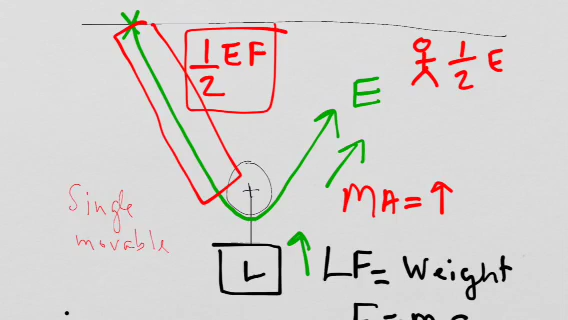 1/2 EF
1/2 E
E
MA = ↑
Single
movable
L
LF = Weight